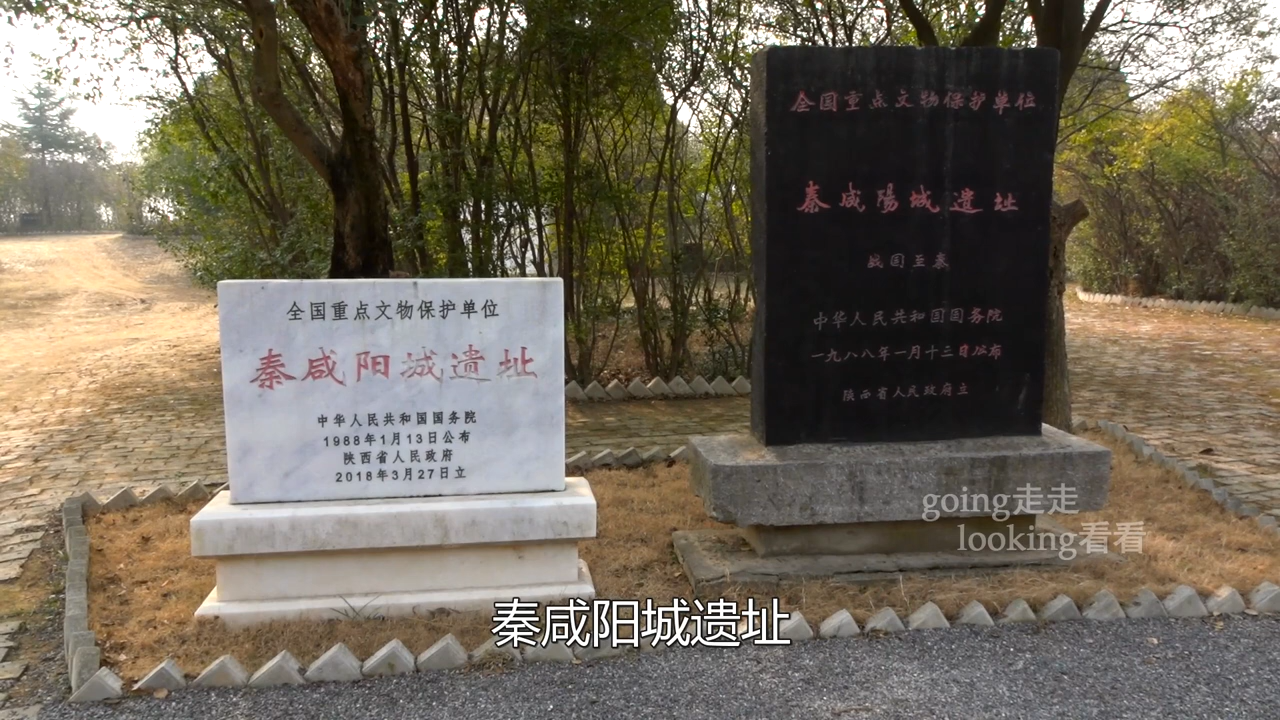 全国重点文物保护单位
秦咸阳城遗址
中华人民共和国国务院
1988年1月13日公布
陕西省人民政府
2018年3月27日立
全国重点文物保护单位
秦咸陽城遗址
战国至秦
中华人民共和国国务院
一九八八年一月十三日公布
陕西省人民政府立
going走走
looking看看
秦咸阳城遗址